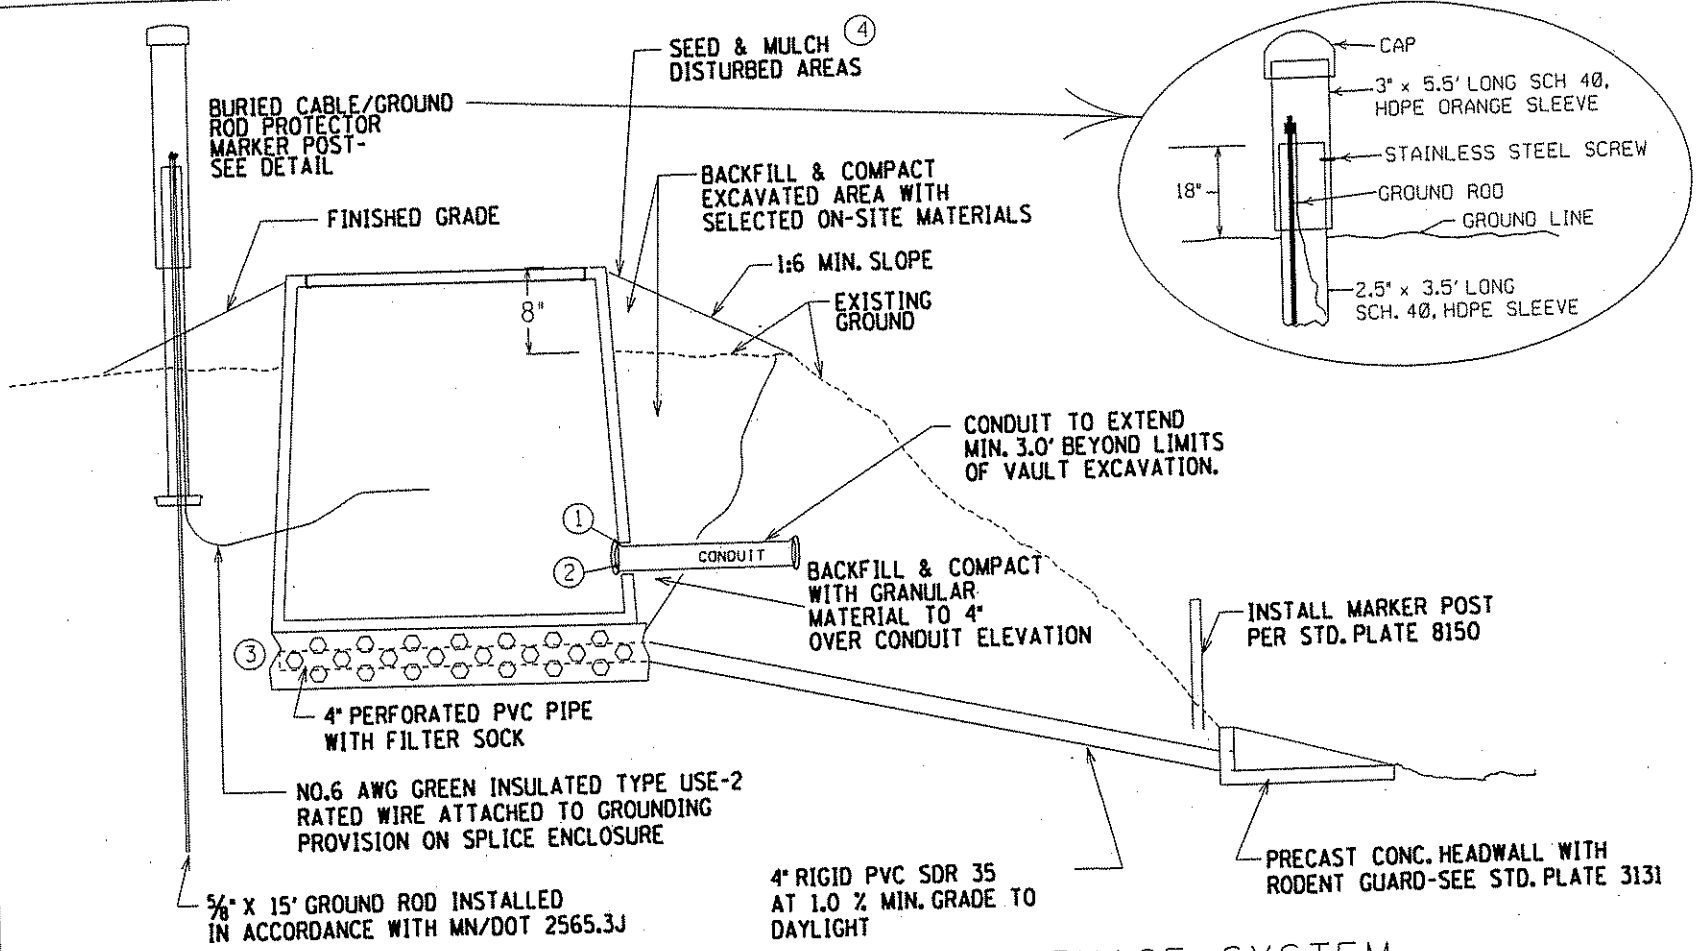 SEED & MULCH ④
DISTURBED AREAS
BURIED CABLE/GROUND
ROD PROTECTOR
MARKER POST-
SEE DETAIL
CAP
3" x 5.5' LONG SCH 40,
HDPE ORANGE SLEEVE
STAINLESS STEEL SCREW
18"
GROUND ROD
GROUND LINE
2.5" x 3.5' LONG
SCH. 40, HDPE SLEEVE
BACKFILL & COMPACT
EXCAVATED AREA WITH
SELECTED ON-SITE MATERIALS
FINISHED GRADE
1:6 MIN. SLOPE
8"
EXISTING
GROUND
CONDUIT TO EXTEND
MIN. 3.0' BEYOND LIMITS
OF VAULT EXCAVATION.
①
②
CONDUIT
BACKFILL & COMPACT
WITH GRANULAR
MATERIAL TO 4"
OVER CONDUIT ELEVATION
INSTALL MARKER POST
PER STD. PLATE 8150
③
4" PERFORATED PVC PIPE
WITH FILTER SOCK
NO.6 AWG GREEN INSULATED TYPE USE-2
RATED WIRE ATTACHED TO GROUNDING
PROVISION ON SPLICE ENCLOSURE
5/8" X 15' GROUND ROD INSTALLED
IN ACCORDANCE WITH MN/DOT 2565.3J
4" RIGID PVC SDR 35
AT 1.0 % MIN. GRADE TO
DAYLIGHT
PRECAST CONC. HEADWALL WITH
RODENT GUARD-SEE STD. PLATE 3131
SYSTEM